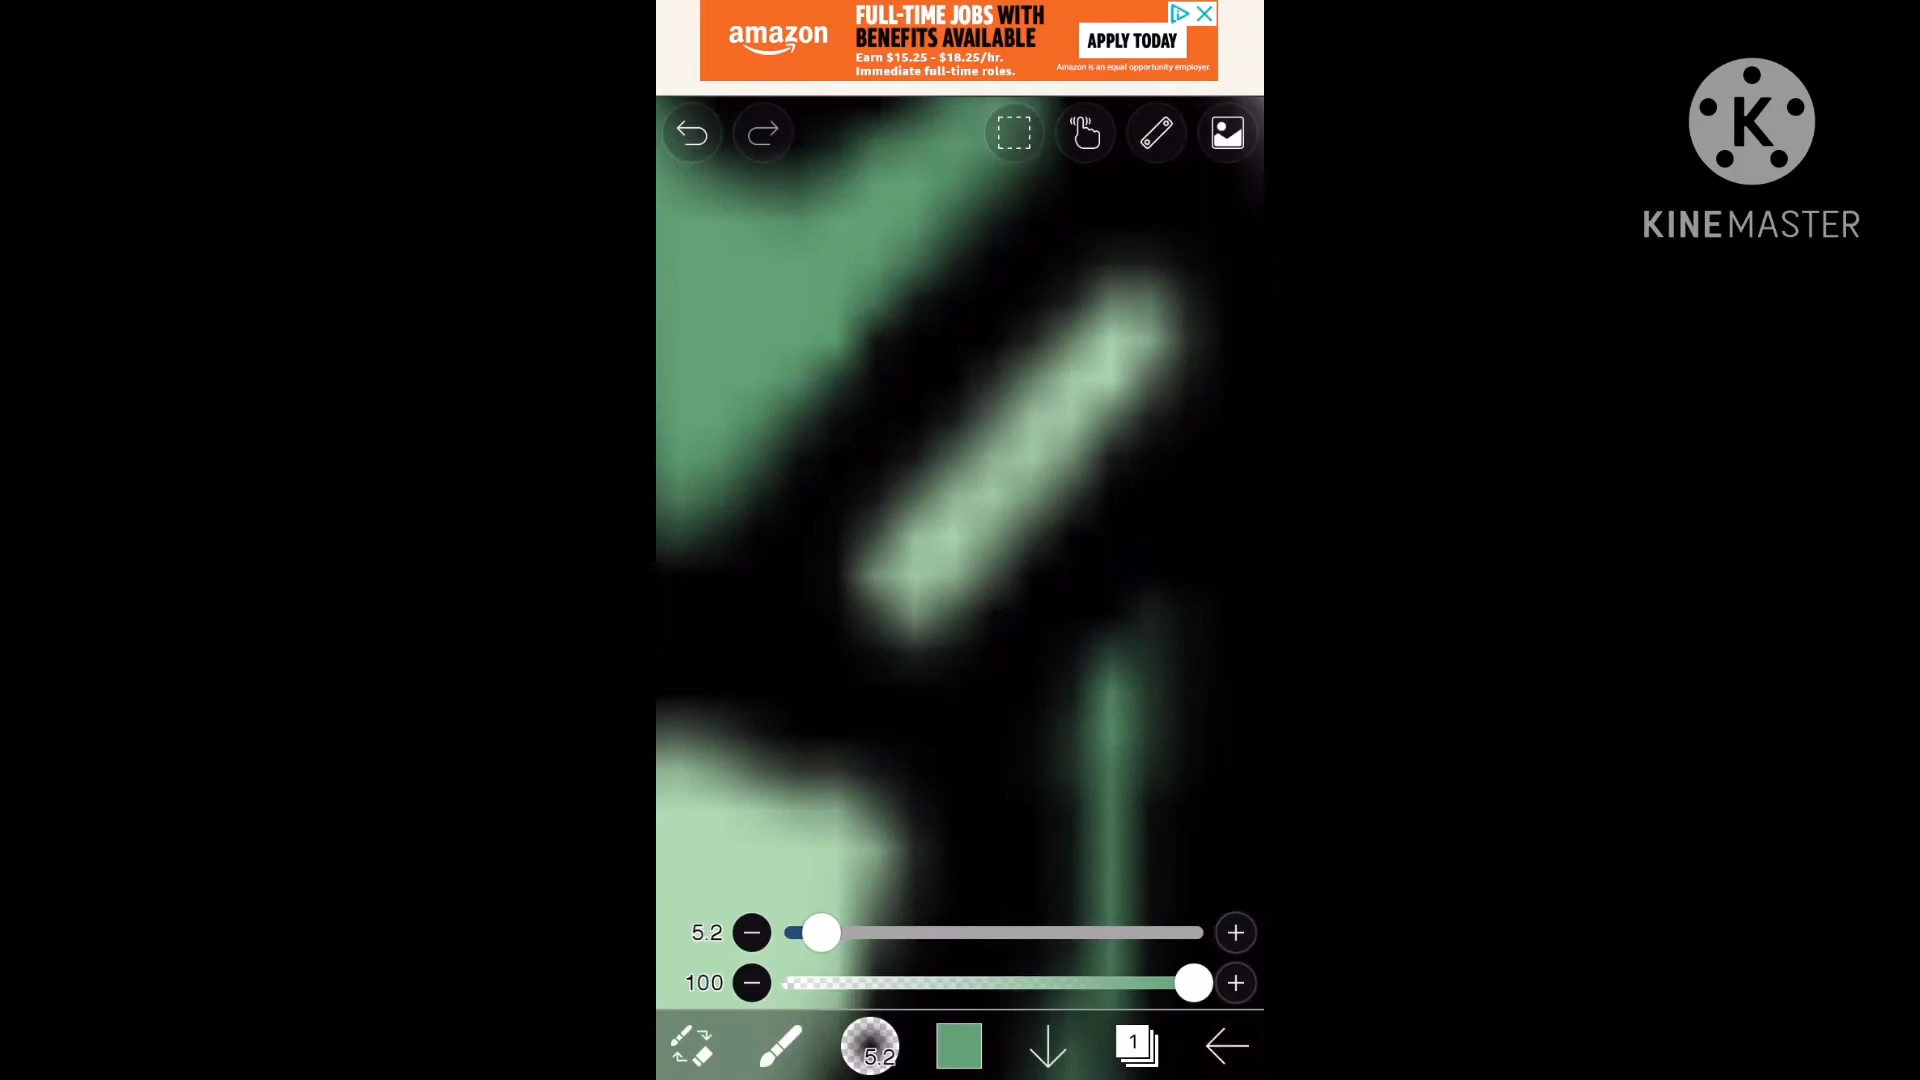 amazon
FULL-TIME JOBS WITH
BENEFITS AVAILABLE
Earn $15.25 - $18.25/hr.
Immediate full-time roles.
APPLY TODAY
Amazon is an equal opportunity employer.
K
KINEMASTER
5.2
100
5.2
1